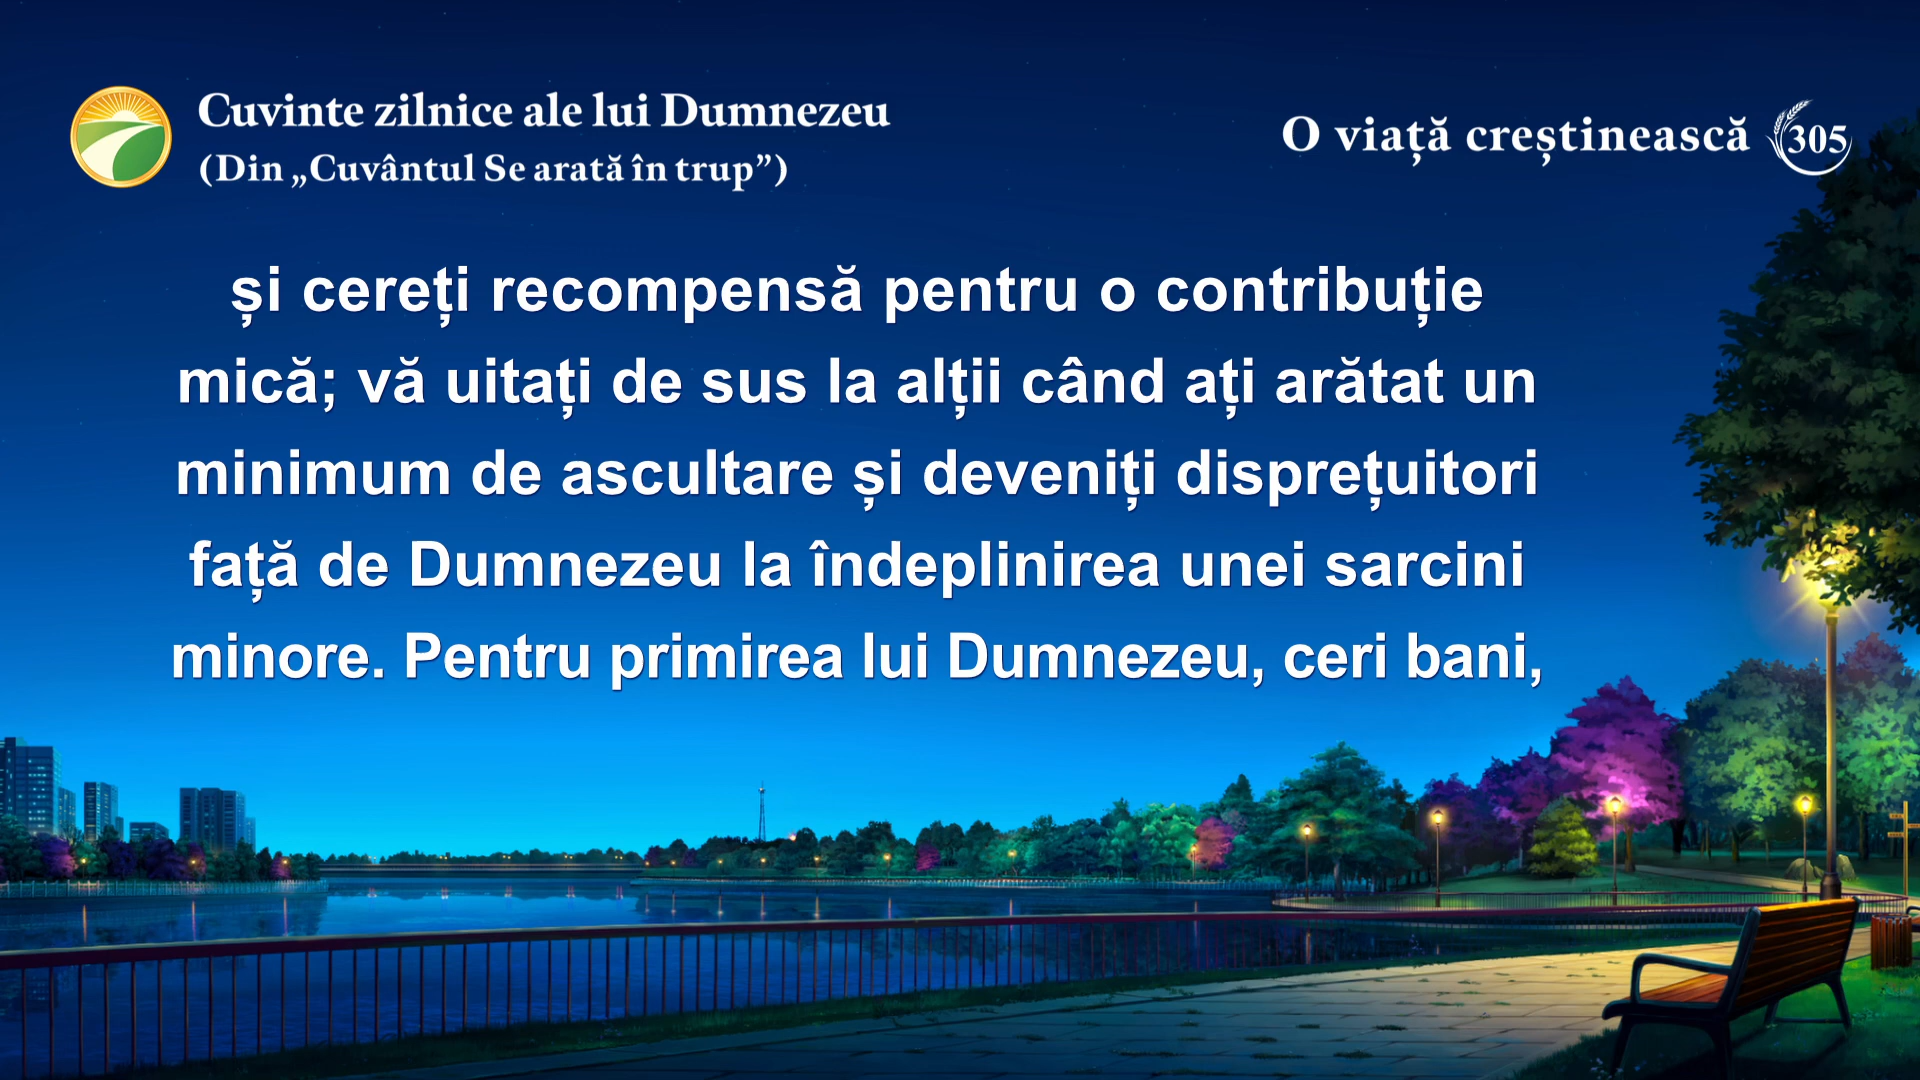 Cuvinte zilnice ale lui Dumnezeu
(Din „Cuvântul Se arată în trup”)
O viață creștinească 305
și cereți recompensă pentru o contribuție
mică; vă uitați de sus la alții când ați arătat un
minimum de ascultare și deveniți disprețuitori
față de Dumnezeu la îndeplinirea unei sarcini
minore. Pentru primirea lui Dumnezeu, ceri bani,